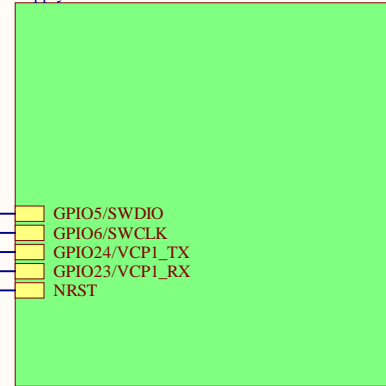 GPIO5/SWDIO
GPIO6/SWCLK
GPIO24/VCP1_TX
GPIO23/VCP1_RX
NRST